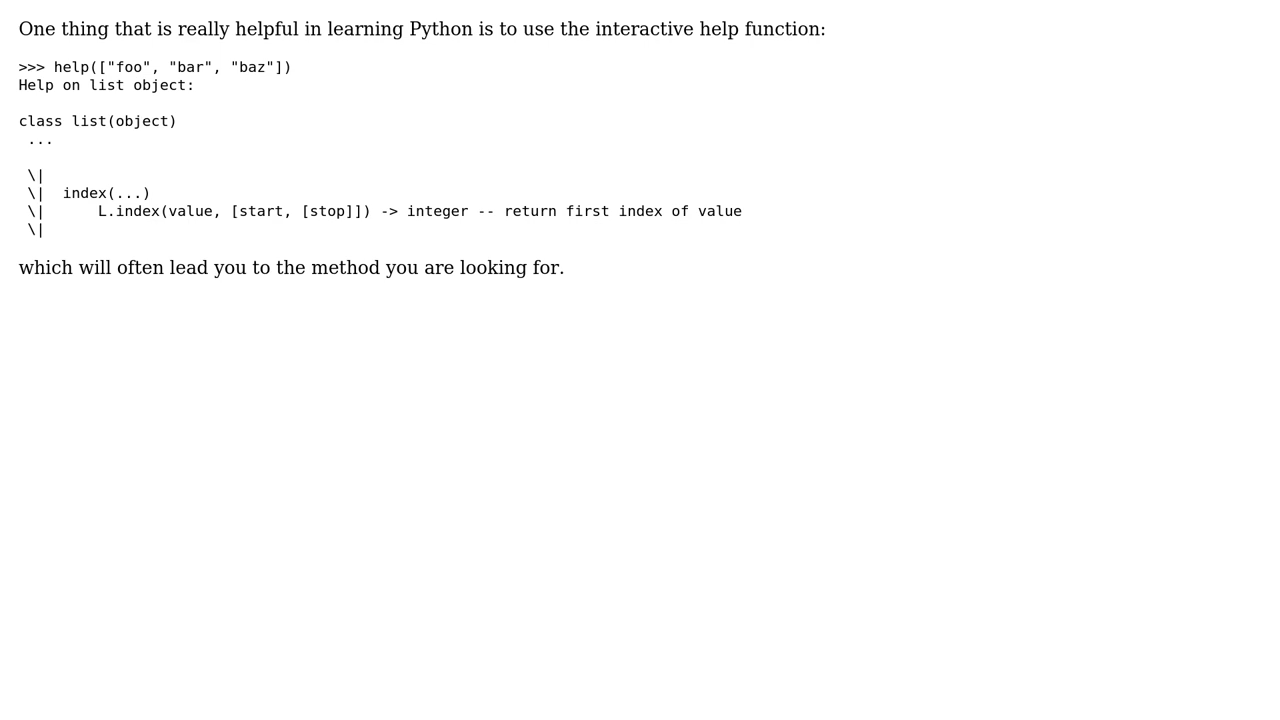 One thing that is really helpful in learning Python is to use the interactive help function:
>>> help(["foo", "bar", "baz"])
Help on list object:

class list(object)
 ...

 \|
 \|  index(...)
 \|      L.index(value, [start, [stop]]) -> integer -- return first index of value
 \|
which will often lead you to the method you are looking for.